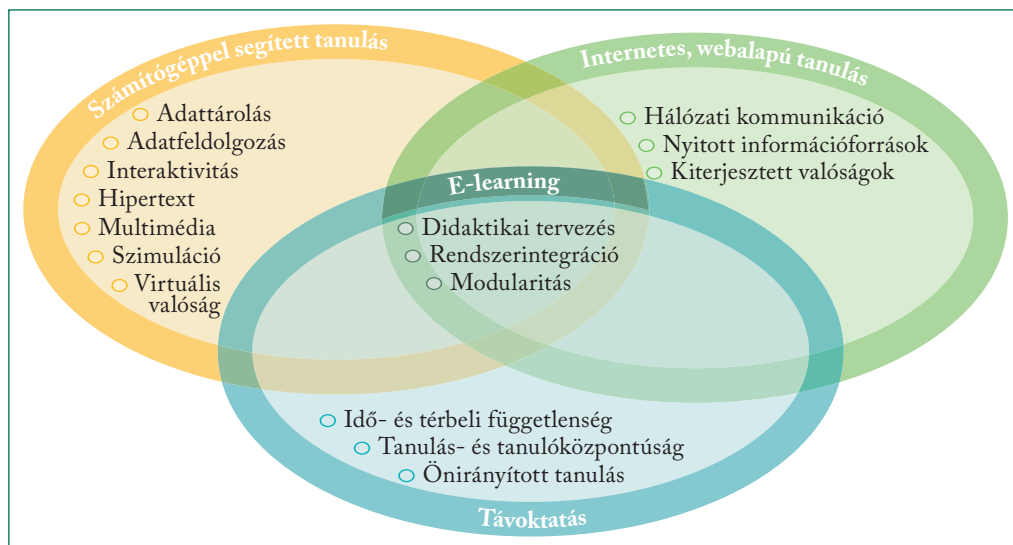 Számítógéppel segített tanulás
Adattárolás
Adatfeldolgozás
Interaktivitás
Hipertext
Multimédia
Szimuláció
Virtuális
valóság
Internetes, webalapú tanulás
Hálózati kommunikáció
Nyitott információforrások
Kiterjesztett valóságok
E-learning
Didaktikai tervezés
Rendszerintegráció
Modularitás
Idő- és térbeli függetlenség
Tanulás- és tanulóközpontúság
Önirányított tanulás
Távoktatás